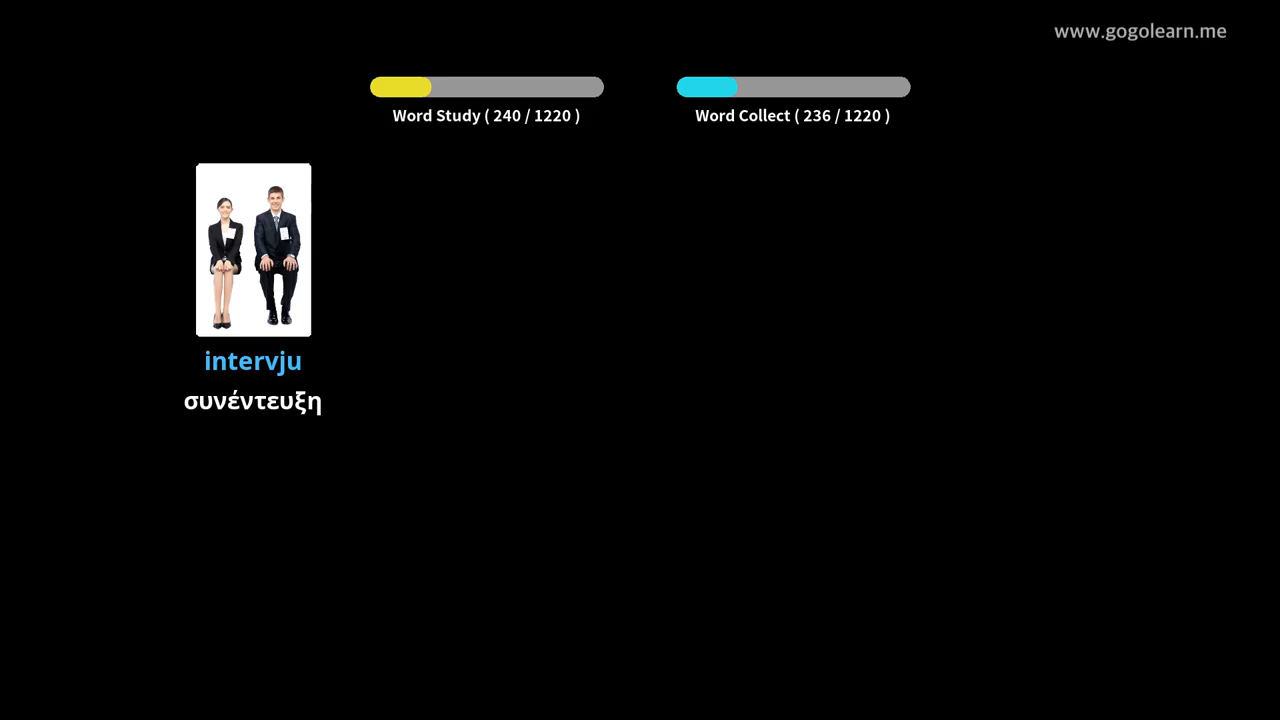 www.gogolearn.me
Word Study ( 240 / 1220 )
Word Collect ( 236 / 1220 )
intervju
συνέντευξη